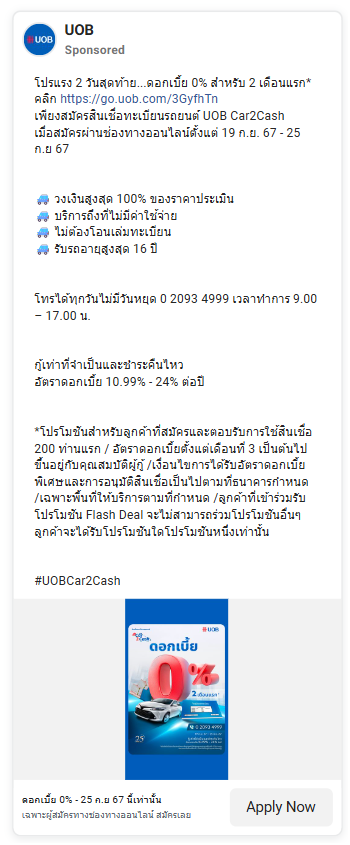 UOB
UOB
Sponsored
โปรแรง 2 วันสุดท้าย...ดอกเบี้ย 0% สำหรับ 2 เดือนแรก*
คลิก https://go.uob.com/3GyfhTn
เพียงสมัครสินเชื่อทะเบียนรถยนต์ UOB Car2Cash
เมื่อสมัครผ่านช่องทางออนไลน์ตั้งแต่ 19 ก.ย. 67 - 25
ก.ย 67
วงเงินสูงสุด 100% ของราคาประเมิน
บริการถึงที่ไม่มีค่าใช้จ่าย
ไม่ต้องโอนเล่มทะเบียน
รับรถอายุสูงสุด 16 ปี
โทรได้ทุกวันไม่มีวันหยุด 0 2093 4999 เวลาทำการ 9.00
– 17.00 น.
กู้เท่าที่จำเป็นและชำระคืนไหว
อัตราดอกเบี้ย 10.99% - 24% ต่อปี
*โปรโมชันสำหรับลูกค้าที่สมัครและตอบรับการใช้สินเชื่อ
200 ท่านแรก / อัตราดอกเบี้ยตั้งแต่เดือนที่ 3 เป็นต้นไป
ขึ้นอยู่กับคุณสมบัติผู้กู้ /เงื่อนไขการได้รับอัตราดอกเบี้ย
พิเศษและการอนุมัติสินเชื่อเป็นไปตามที่ธนาคารกำหนด
/เฉพาะพื้นที่ให้บริการตามที่กำหนด /ลูกค้าที่เข้าร่วมรับ
โปรโมชัน Flash Deal จะไม่สามารถร่วมโปรโมชันอื่นๆ
ลูกค้าจะได้รับโปรโมชันใดโปรโมชันหนึ่งเท่านั้น
#UOBCar2Cash
UOB
ดอกเบี้ย
0%
2 เดือนแรก*
0 2093 4999
25
ดอกเบี้ย 0% - 25 ก.ย 67 นี้เท่านั้น
เฉพาะผู้สมัครทางช่องทางออนไลน์ สมัครเลย
Apply Now